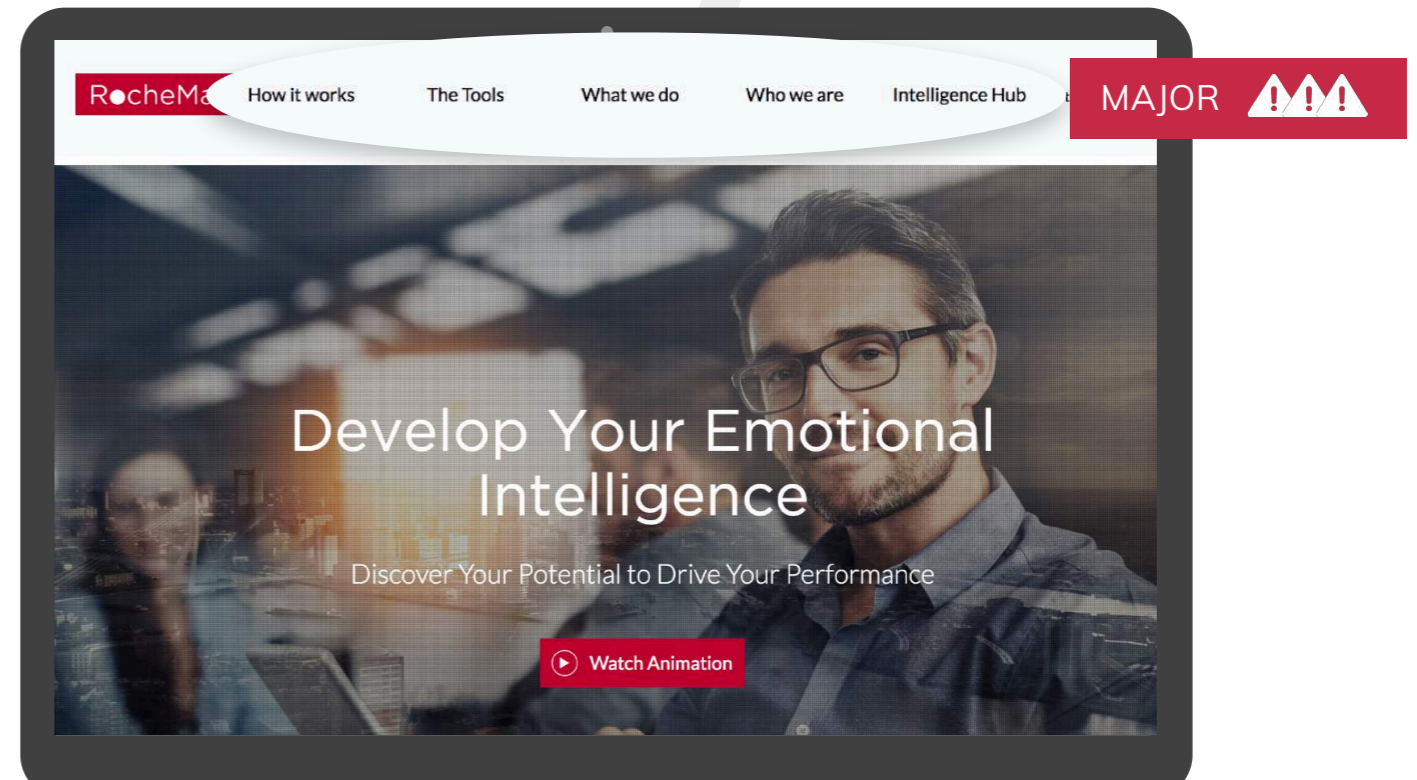 RocheMa
How it works
The Tools
What we do
Who we are
Intelligence Hub
MAJOR
Develop Your Emotional
Intelligence
Discover Your Potential to Drive Your Performance
Watch Animation